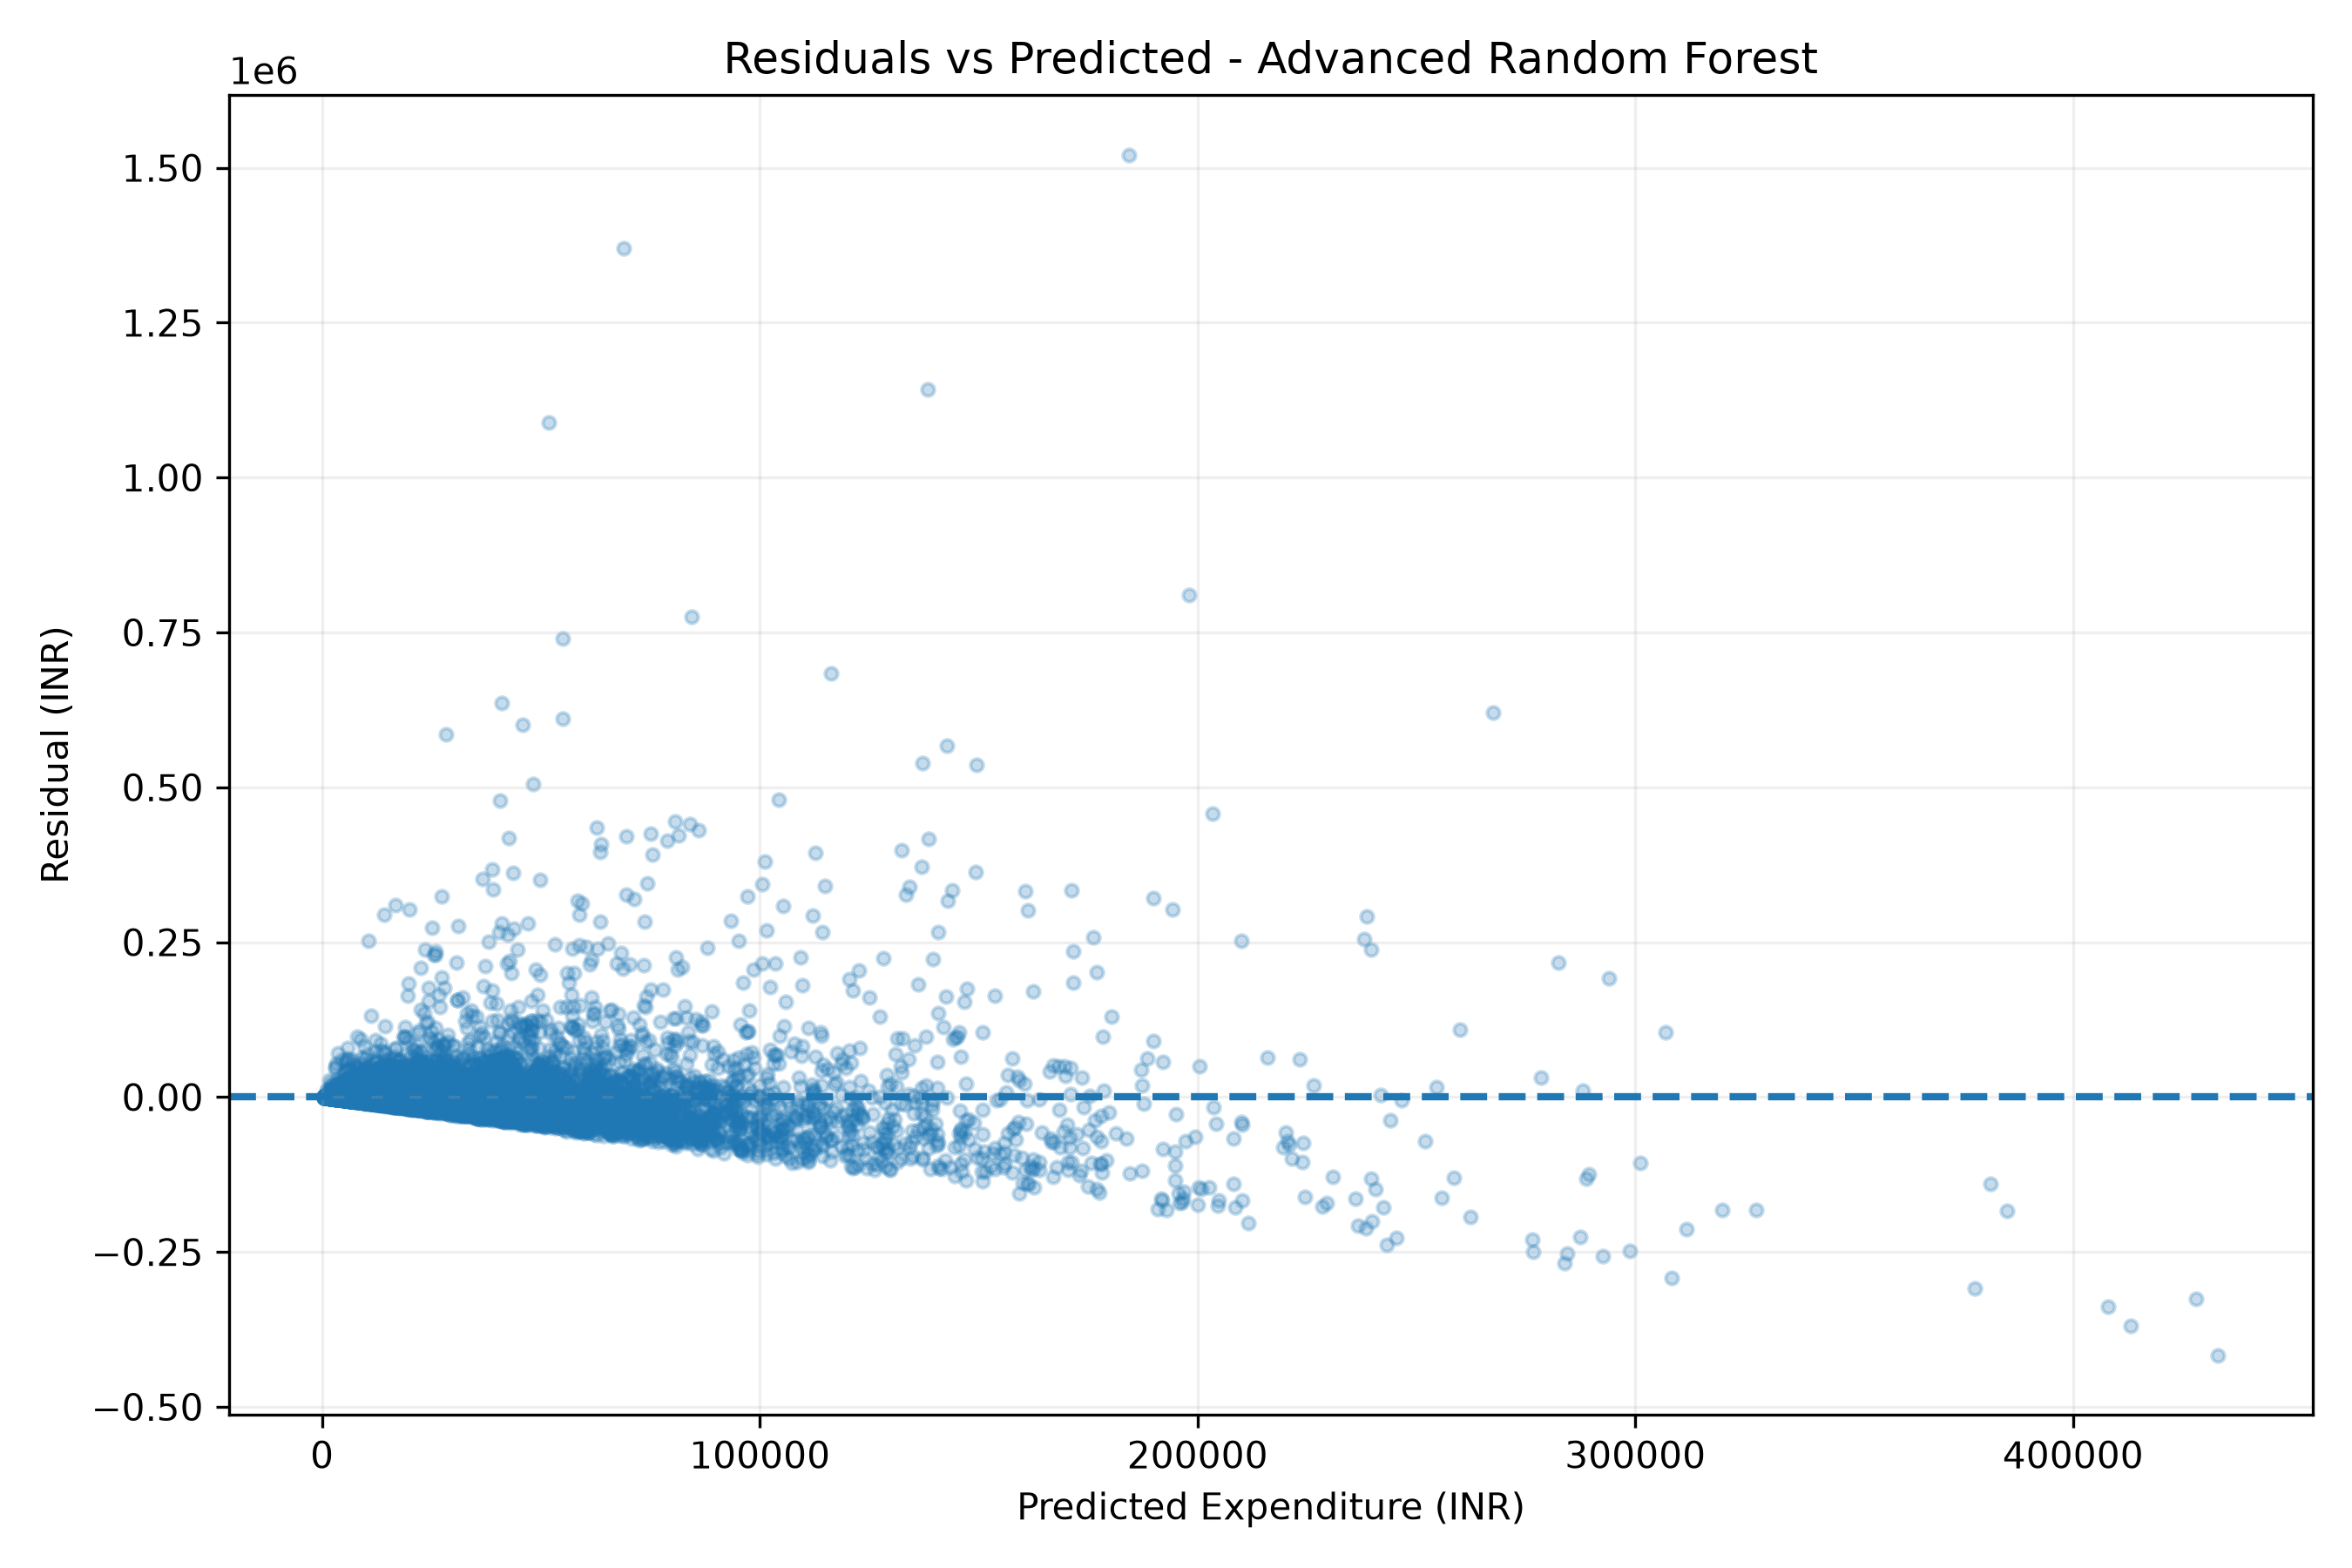 Residuals vs Predicted - Advanced Random Forest
1e6
1.50
1.25
1.00
0.75
0.50
0.25
0.00
−0.25
−0.50
Residual (INR)
0 100000 200000 300000 400000
Predicted Expenditure (INR)